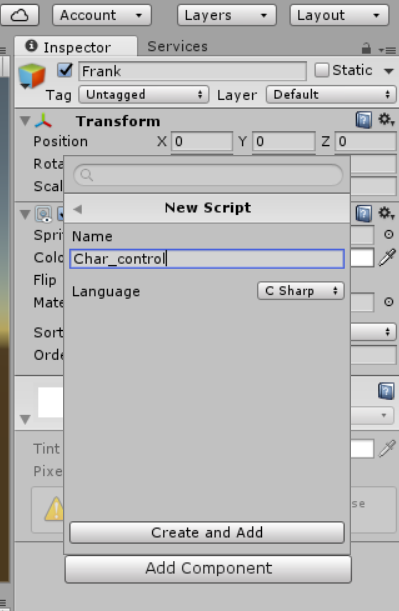 Account Layers Layout
Inspector Services
Frank Static
Tag Untagged Layer Default
Transform
Position X 0 Y 0 Z 0
Rota
Scal
New Script
Spri
Name
Colo
Char_control
Flip
Language C Sharp
Mate
Sort
Orde
Tint
Pixe
se
Create and Add
Add Component